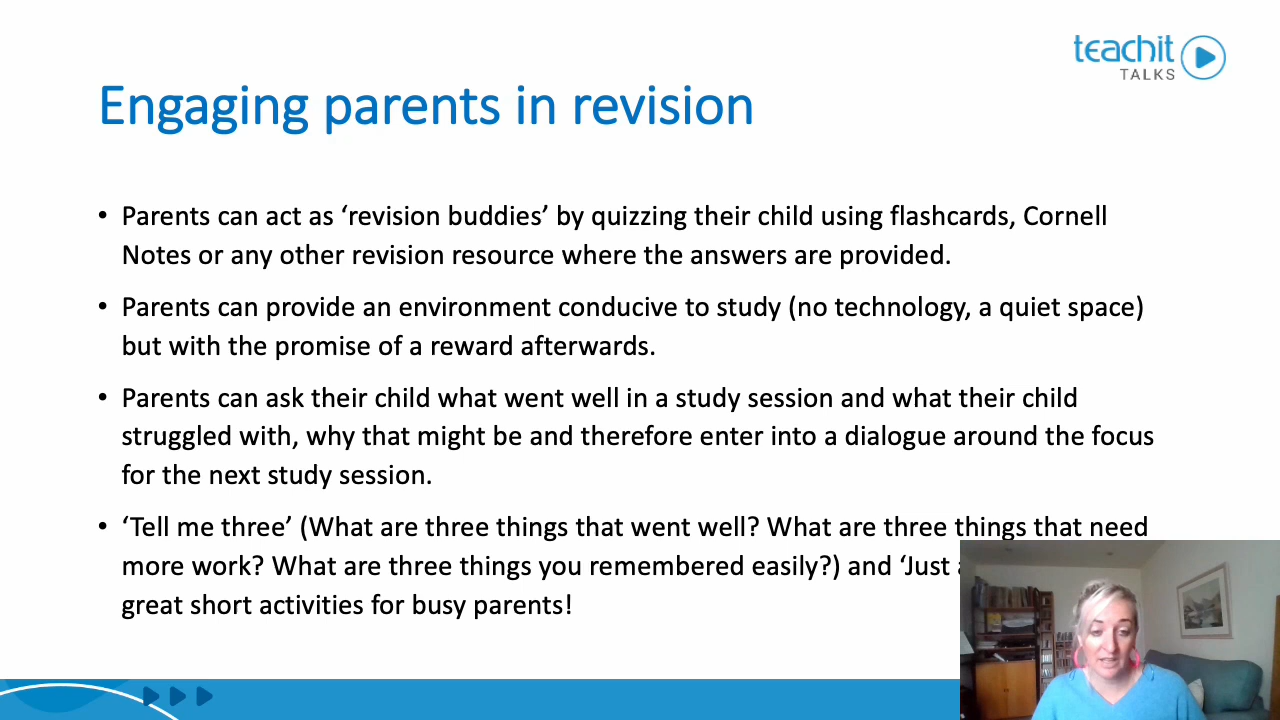 teachit
TALKS
Engaging parents in revision
• Parents can act as ‘revision buddies’ by quizzing their child using flashcards, Cornell
Notes or any other revision resource where the answers are provided.
• Parents can provide an environment conducive to study (no technology, a quiet space)
but with the promise of a reward afterwards.
• Parents can ask their child what went well in a study session and what their child
struggled with, why that might be and therefore enter into a dialogue around the focus
for the next study session.
• ‘Tell me three’ (What are three things that went well? What are three things that need
more work? What are three things you remembered easily?) and ‘Just
great short activities for busy parents!